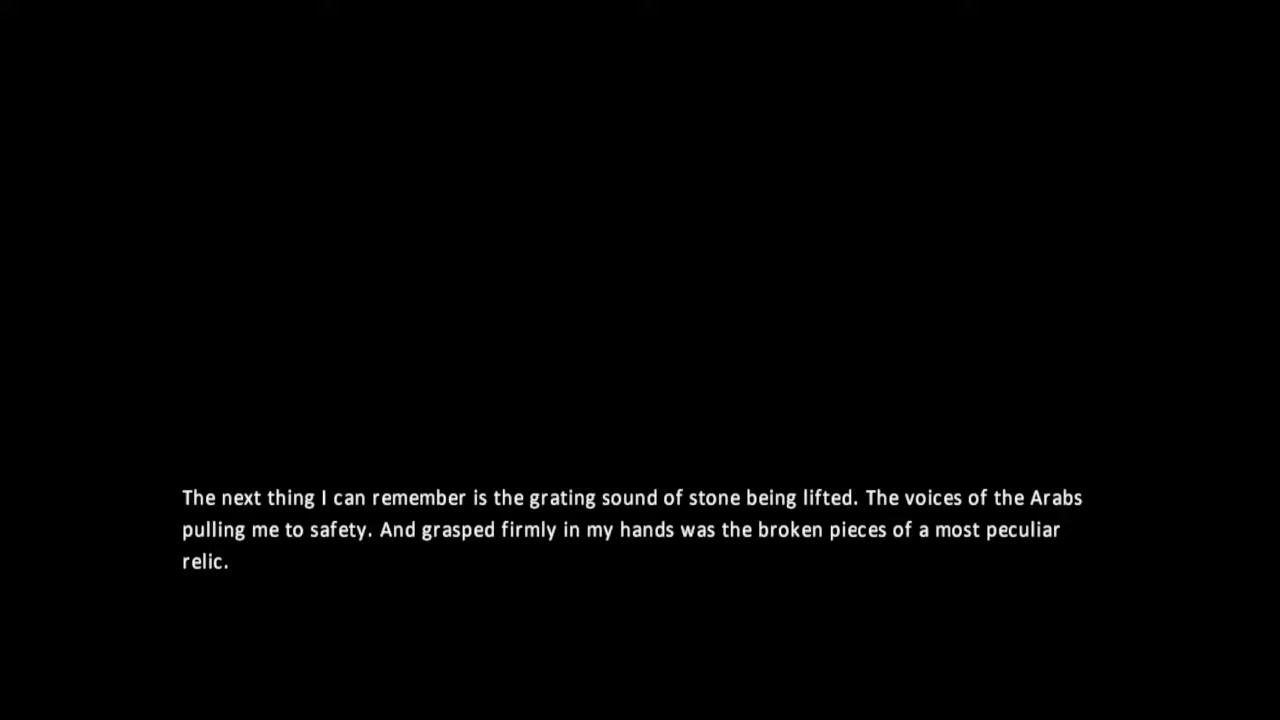 The next thing I can remember is the grating sound of stone being lifted. The voices of the Arabs
pulling me to safety. And grasped firmly in my hands was the broken pieces of a most peculiar
relic.